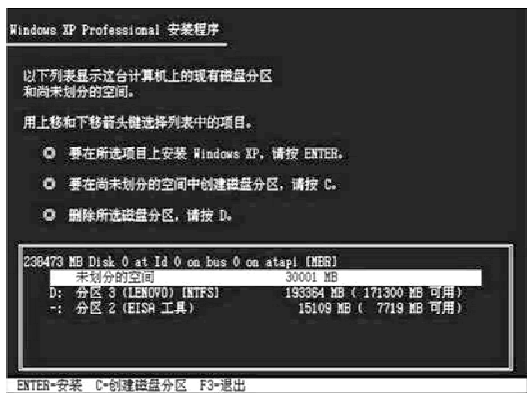 Windows XP Professional 安装程序
以下列表显示这台计算机上的现有磁盘分区
和尚未划分的空间。
用上移和下移箭头键选择列表中的项目。
要在所选项目上安装 Windows XP，请按 ENTER。
要在尚未划分的空间中创建磁盘分区，请按 C。
删除所选磁盘分区，请按 D。
238473 MB Disk 0 at Id 0 on bus 0 on atapi [MBR]
未划分的空间 30001 MB
D: 分区 3 (LENOVO) [NTFS] 193364 MB ( 171300 MB 可用)
-: 分区 2 (EISA 工具) 15109 MB ( 7719 MB 可用)
ENTER=安装 C=创建磁盘分区 F3=退出